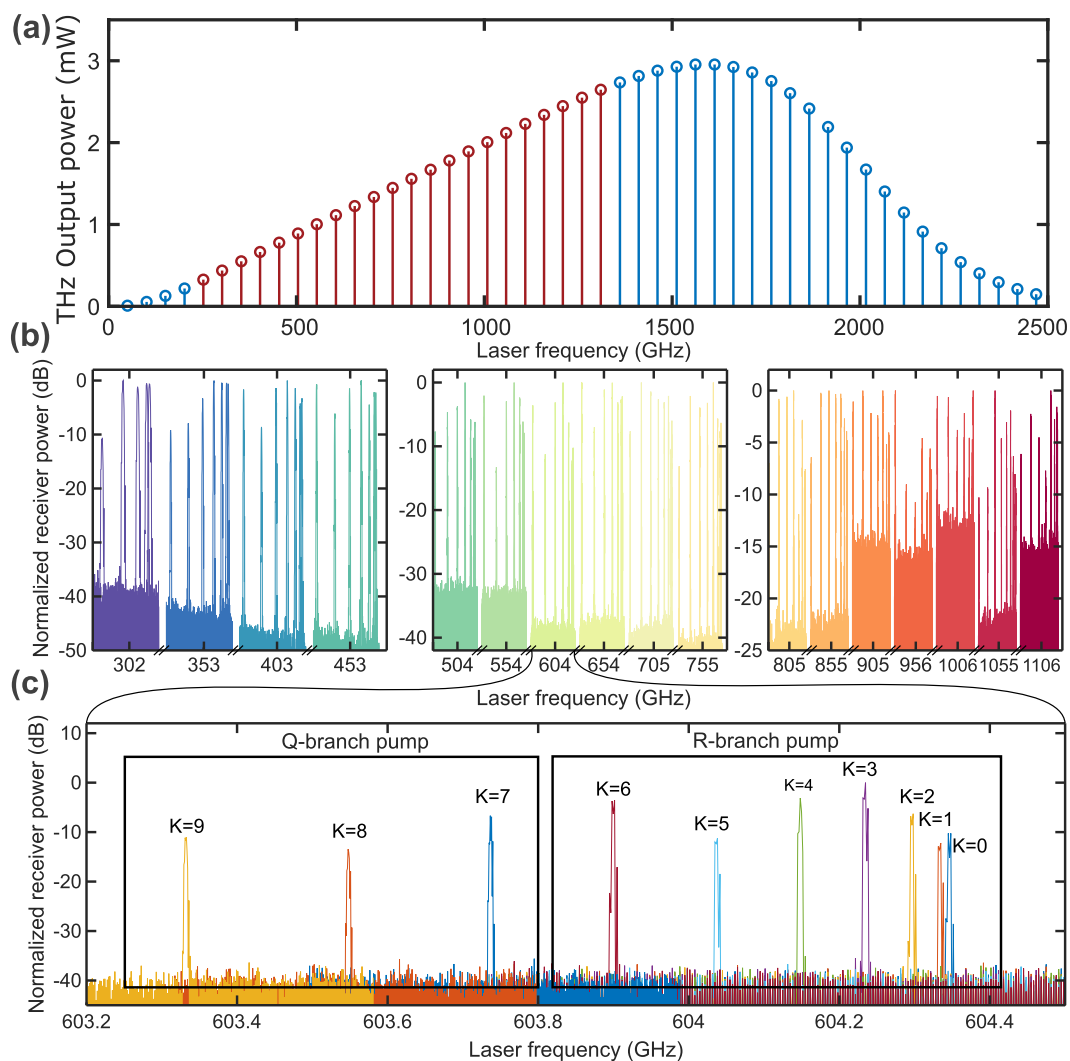 (a)
THz Output power (mW)
3
2
1
0
0 500 1000 1500 2000 2500
Laser frequency (GHz)
(b)
Normalized receiver power (dB)
0
-10
-20
-30
-40
-50
302 353 403 453
0
-10
-20
-30
-40
504 554 604 654 705 755
0
-5
-10
-15
-20
-25
805 855 905 956 1006 1055 1106
Laser frequency (GHz)
(c)
Normalized receiver power (dB)
10
0
-10
-20
-30
-40
Q-branch pump
R-branch pump
K=9
K=8
K=7
K=6
K=5
K=4
K=3
K=2
K=1
K=0
603.2 603.4 603.6 603.8 604 604.2 604.4
Laser frequency (GHz)